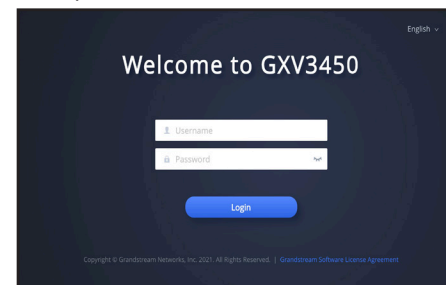 English
Welcome to GXV3450
Username
Password
Login
Copyright © Grandstream Networks, Inc. 2021. All Rights Reserved. | Grandstream Software License Agreement